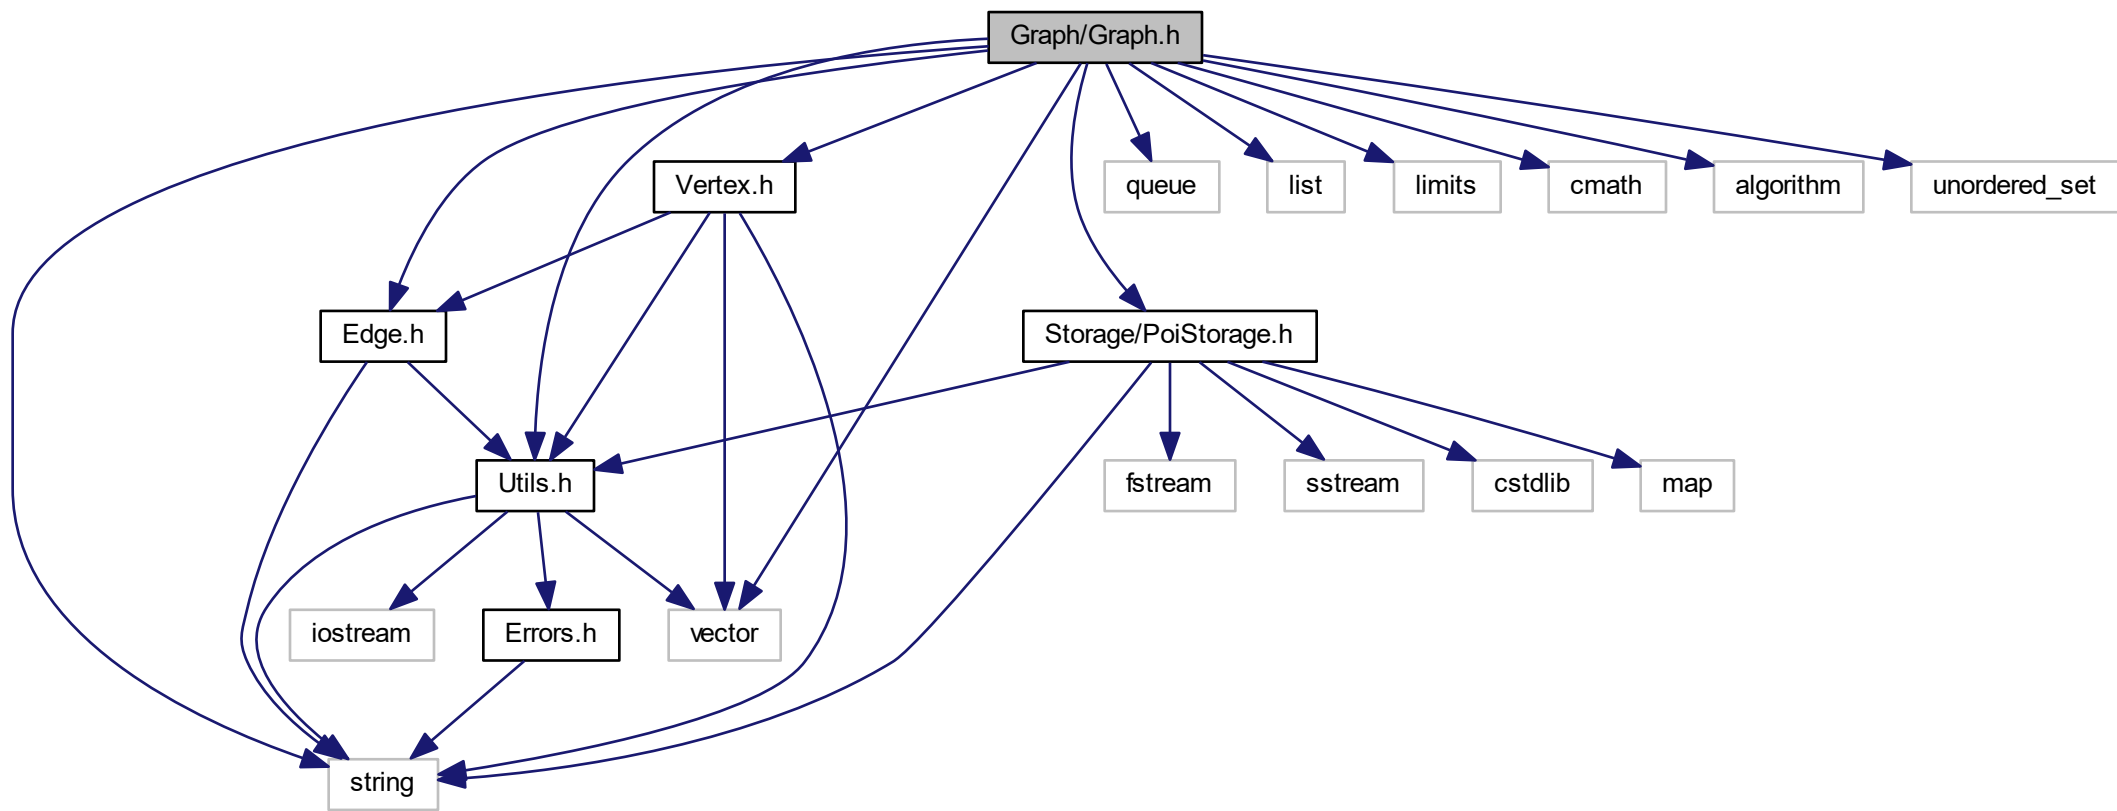 Graph/Graph.h
Vertex.h
queue
list
limits
cmath
algorithm
unordered_set
Edge.h
Storage/PoiStorage.h
Utils.h
fstream
sstream
cstdlib
map
iostream
Errors.h
vector
string